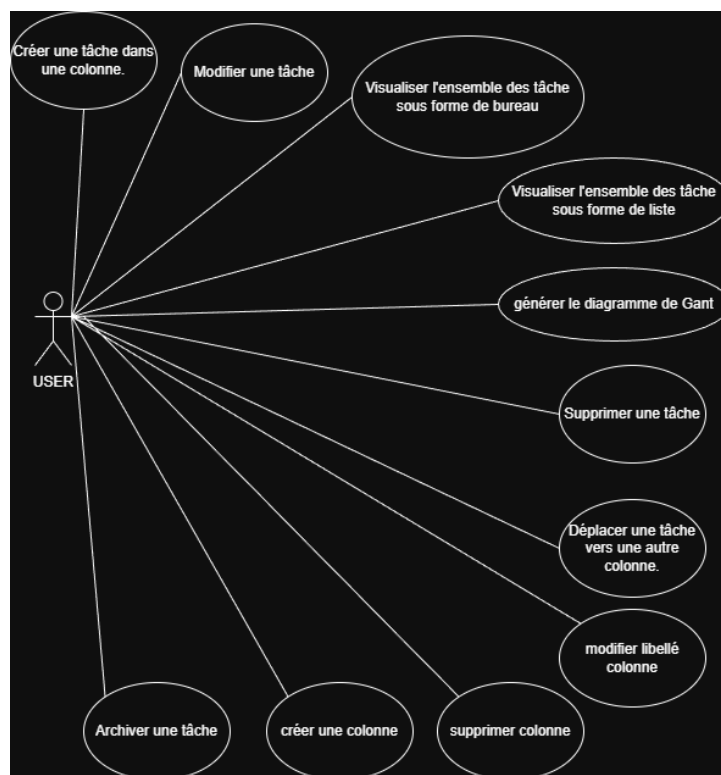 Créer une tâche dans
une colonne.
Modifier une tâche
Visualiser l'ensemble des tâche
sous forme de bureau
Visualiser l'ensemble des tâche
sous forme de liste
générer le diagramme de Gant
USER
Supprimer une tâche
Déplacer une tâche
vers une autre
colonne.
modifier libellé
colonne
Archiver une tâche
créer une colonne
supprimer colonne